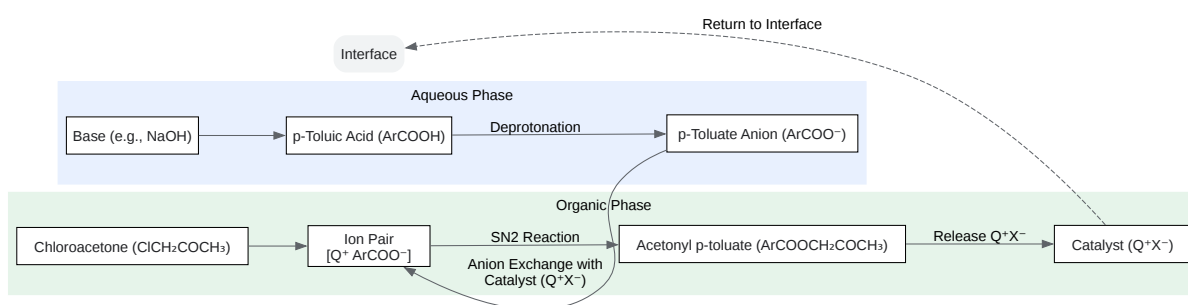 Return to Interface
Interface
Aqueous Phase
Base (e.g., NaOH)
p-Toluic Acid (ArCOOH)
Deprotonation
p-Toluate Anion (ArCOO⁻)
Organic Phase
Chloroacetone (ClCH₂COCH₃)
Ion Pair
[Q⁺ ArCOO⁻]
SN2 Reaction
Anion Exchange with
Catalyst (Q⁺X⁻)
Acetonyl p-toluate (ArCOOCH₂COCH₃)
Release Q⁺X⁻
Catalyst (Q⁺X⁻)